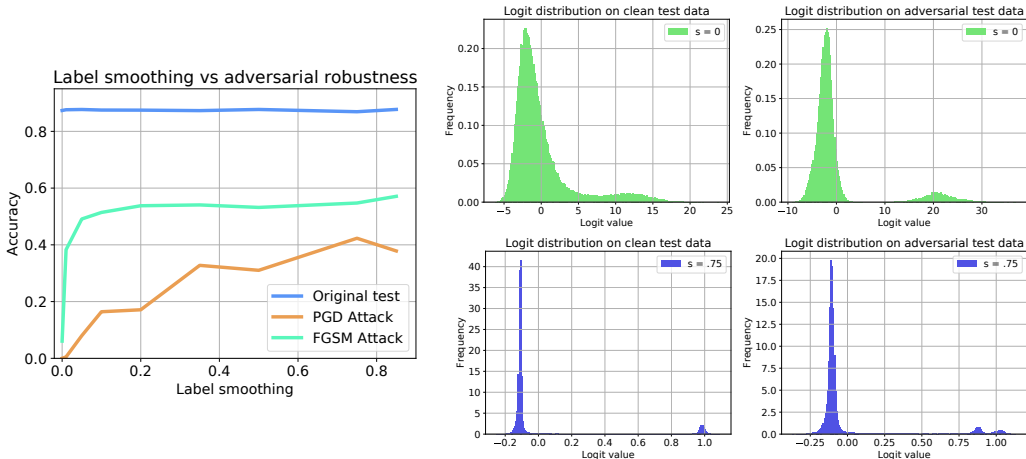 Label smoothing vs adversarial robustness
Accuracy
0.8
0.6
0.4
0.2
0.0
0.0 0.2 0.4 0.6 0.8
Label smoothing
Original test
PGD Attack
FGSM Attack
Logit distribution on clean test data
s = 0
Frequency
0.20
0.15
0.10
0.05
0.00
−5 0 5 10 15 20 25
Logit value
Logit distribution on adversarial test data
s = 0
Frequency
0.25
0.20
0.15
0.10
0.05
0.00
−10 0 10 20 30
Logit value
Logit distribution on clean test data
s = .75
Frequency
40
35
30
25
20
15
10
5
0
−0.2 0.0 0.2 0.4 0.6 0.8 1.0
Logit value
Logit distribution on adversarial test data
s = .75
Frequency
20.0
17.5
15.0
12.5
10.0
7.5
5.0
2.5
0.0
−0.25 0.00 0.25 0.50 0.75 1.00
Logit value